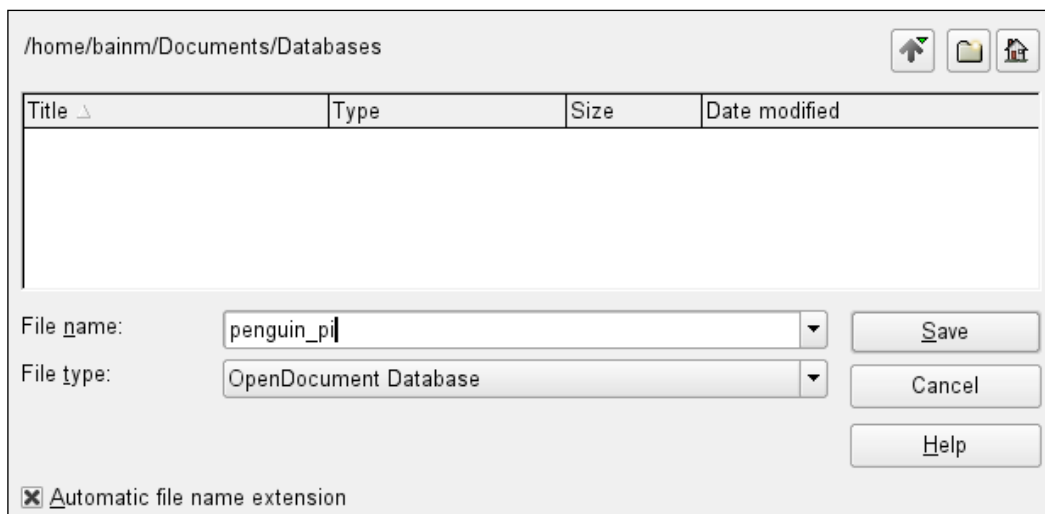 /home/bainm/Documents/Databases
Title Type Size Date modified
File name: penguin_pi Save
File type: OpenDocument Database Cancel
Help
Automatic file name extension